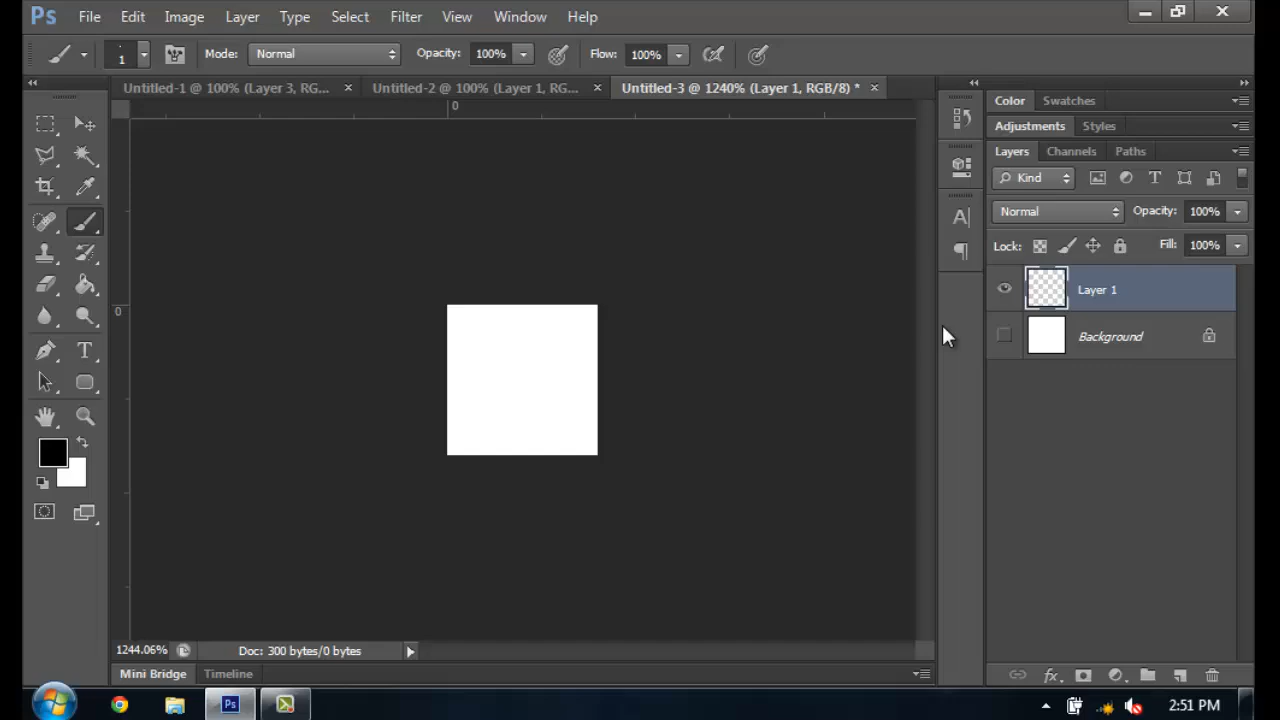 Ps File Edit Image Layer Type Select Filter View Window Help
1 Mode: Normal Opacity: 100% Flow: 100%
Untitled-1 @ 100% (Layer 3, RG... × Untitled-2 @ 100% (Layer 1, RG... × Untitled-3 @ 1240% (Layer 1, RGB/8) * ×
0
0
Color Swatches
Adjustments Styles
Layers Channels Paths
Kind
Normal Opacity: 100%
Lock: Fill: 100%
Layer 1
Background
1244.06% Doc: 300 bytes/0 bytes
Mini Bridge Timeline
Ps 2:51 PM